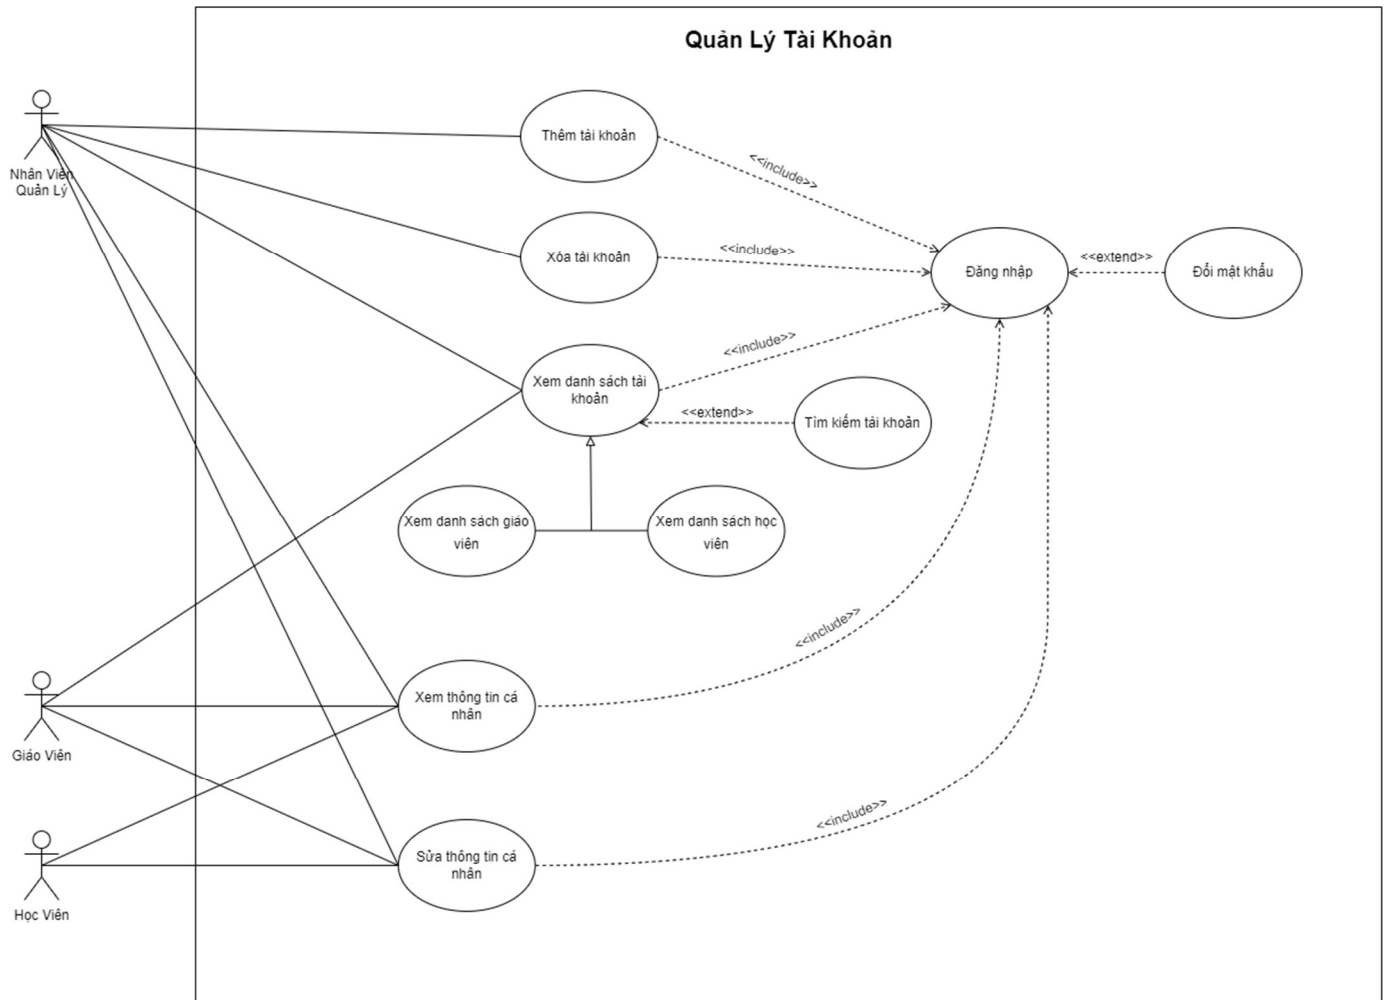 Quản Lý Tài Khoản
Nhân Viên
Quản Lý
Thêm tài khoản
<<include>>
Xóa tài khoản
<<include>>
Đăng nhập
<<extend>>
Đổi mật khẩu
Xem danh sách tài
khoản
<<include>>
<<extend>>
Tìm kiếm tài khoản
Xem danh sách giáo
viên
Xem danh sách học
viên
<<include>>
Giáo Viên
Xem thông tin cá
nhân
<<include>>
Học Viên
Sửa thông tin cá
nhân